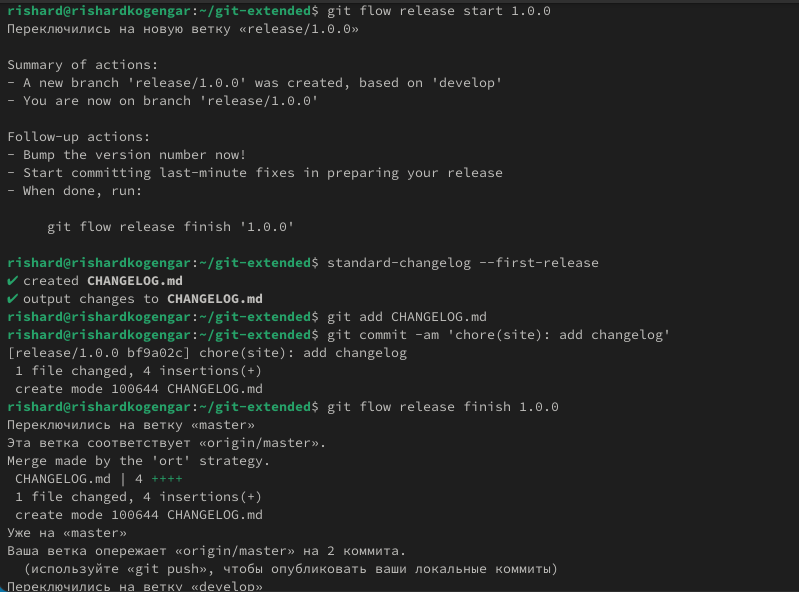 rishard@rishardkogengar:~/git-extended$ git flow release start 1.0.0
Переключились на новую ветку «release/1.0.0»

Summary of actions:
- A new branch 'release/1.0.0' was created, based on 'develop'
- You are now on branch 'release/1.0.0'

Follow-up actions:
- Bump the version number now!
- Start committing last-minute fixes in preparing your release
- When done, run:

     git flow release finish '1.0.0'

rishard@rishardkogengar:~/git-extended$ standard-changelog --first-release
✔ created CHANGELOG.md
✔ output changes to CHANGELOG.md
rishard@rishardkogengar:~/git-extended$ git add CHANGELOG.md
rishard@rishardkogengar:~/git-extended$ git commit -am 'chore(site): add changelog'
[release/1.0.0 bf9a02c] chore(site): add changelog
 1 file changed, 4 insertions(+)
 create mode 100644 CHANGELOG.md
rishard@rishardkogengar:~/git-extended$ git flow release finish 1.0.0
Переключились на ветку «master»
Эта ветка соответствует «origin/master».
Merge made by the 'ort' strategy.
 CHANGELOG.md | 4 ++++
 1 file changed, 4 insertions(+)
 create mode 100644 CHANGELOG.md
Уже на «master»
Ваша ветка опережает «origin/master» на 2 коммита.
  (используйте «git push», чтобы опубликовать ваши локальные коммиты)
Переключились на ветку «develop»